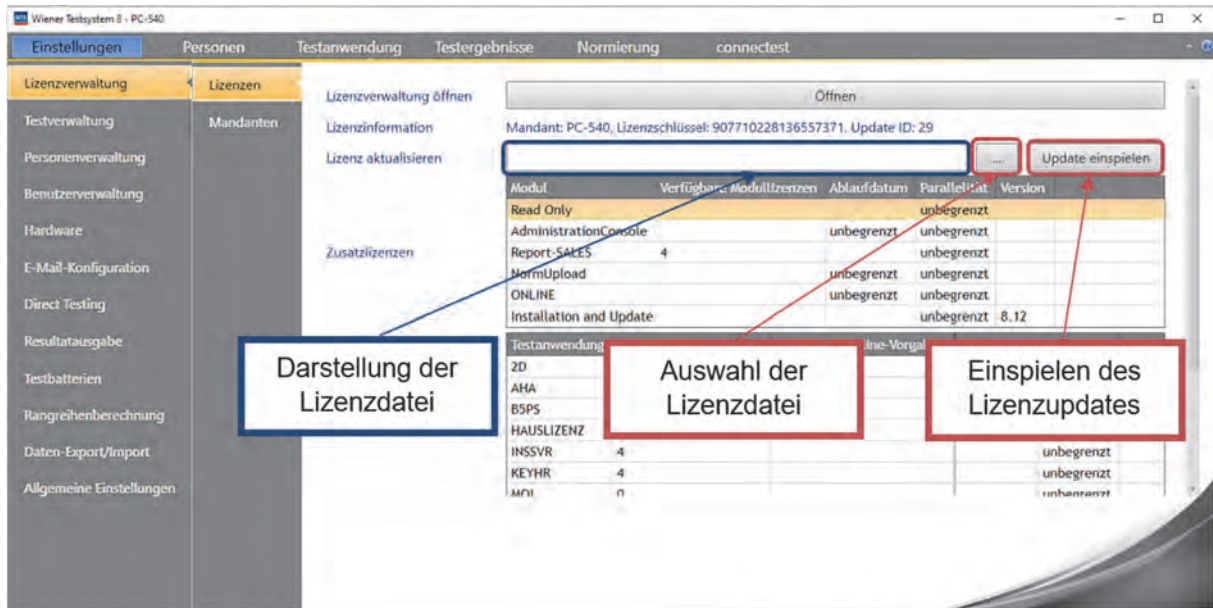 Wiener Testsystem 8 - PC-540
Einstellungen Personen Testanwendung Testergebnisse Normierung connectest
Lizenzverwaltung
Testverwaltung
Personenverwaltung
Benutzerverwaltung
Hardware
E-Mail-Konfiguration
Direct Testing
Resultatausgabe
Testbatterien
Rangreihenberechnung
Daten-Export/Import
Allgemeine Einstellungen
Lizenzen
Mandanten
Lizenzverwaltung öffnen Öffnen
Lizenzinformation Mandant: PC-540, Lizenzschlüssel: 907710228136557371, Update ID: 29
Lizenz aktualisieren .... Update einspielen
Zusatzlizenzen
Modul Verfügbare Modullizenzen Ablaufdatum Parallelität Version
Read Only unbegrenzt
AdministrationConsole unbegrenzt unbegrenzt
Report-SALES 4 unbegrenzt
NormUpload unbegrenzt unbegrenzt
ONLINE unbegrenzt unbegrenzt
Installation and Update unbegrenzt 8.12
Testanwendung
2D
AHA
B5PS
HAUSLIZENZ
INSSVR 4 unbegrenzt
KEYHR 4 unbegrenzt
MOI 0 unbegrenzt
Darstellung der
Lizenzdatei
Auswahl der
Lizenzdatei
Einspielen des
Lizenzupdates